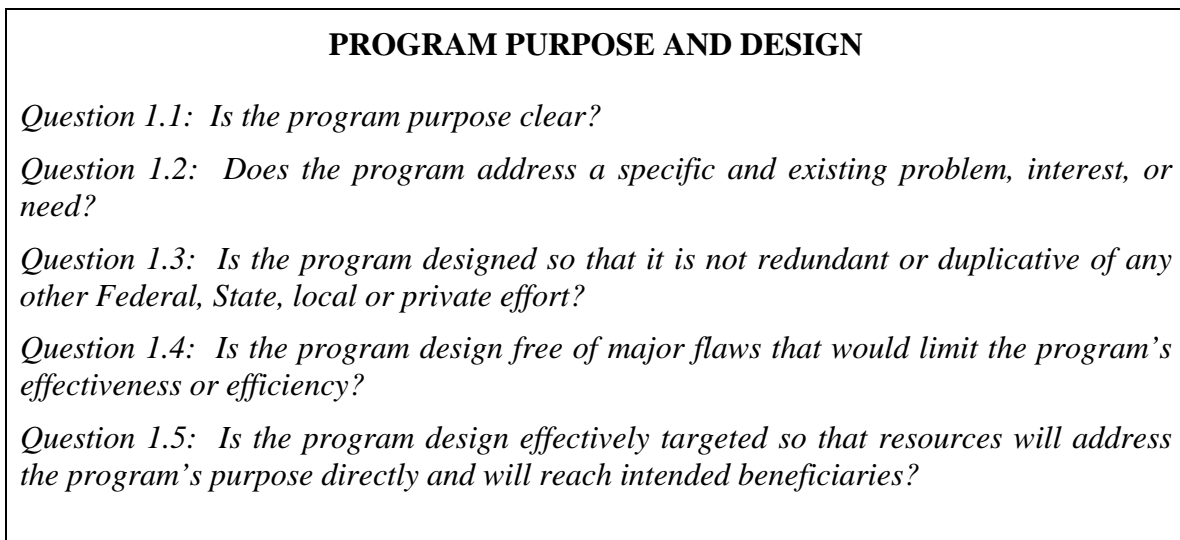 PROGRAM PURPOSE AND DESIGN
Question 1.1: Is the program purpose clear?
Question 1.2: Does the program address a specific and existing problem, interest, or
need?
Question 1.3: Is the program designed so that it is not redundant or duplicative of any
other Federal, State, local or private effort?
Question 1.4: Is the program design free of major flaws that would limit the program’s
effectiveness or efficiency?
Question 1.5: Is the program design effectively targeted so that resources will address
the program’s purpose directly and will reach intended beneficiaries?